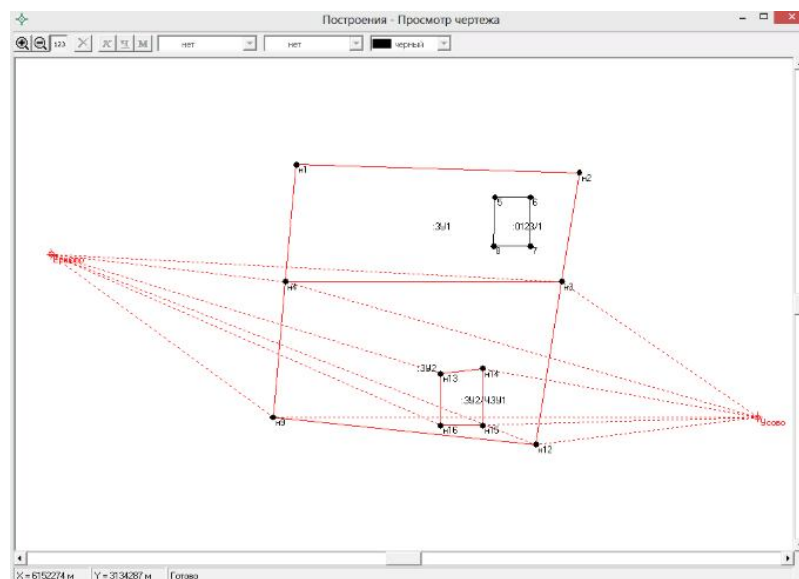 Построения - Просмотр чертежа
123 К Ч М нет нет черный
н1
н2
5 6
:ЗУ1 :0123/1
8 7
н4 н3
:ЗУ2 н13 н14
:ЗУ2/ЧЗУ1
н9 н16 н15 Усово
н12
X = 6152274 м Y = 3134287 м Готово